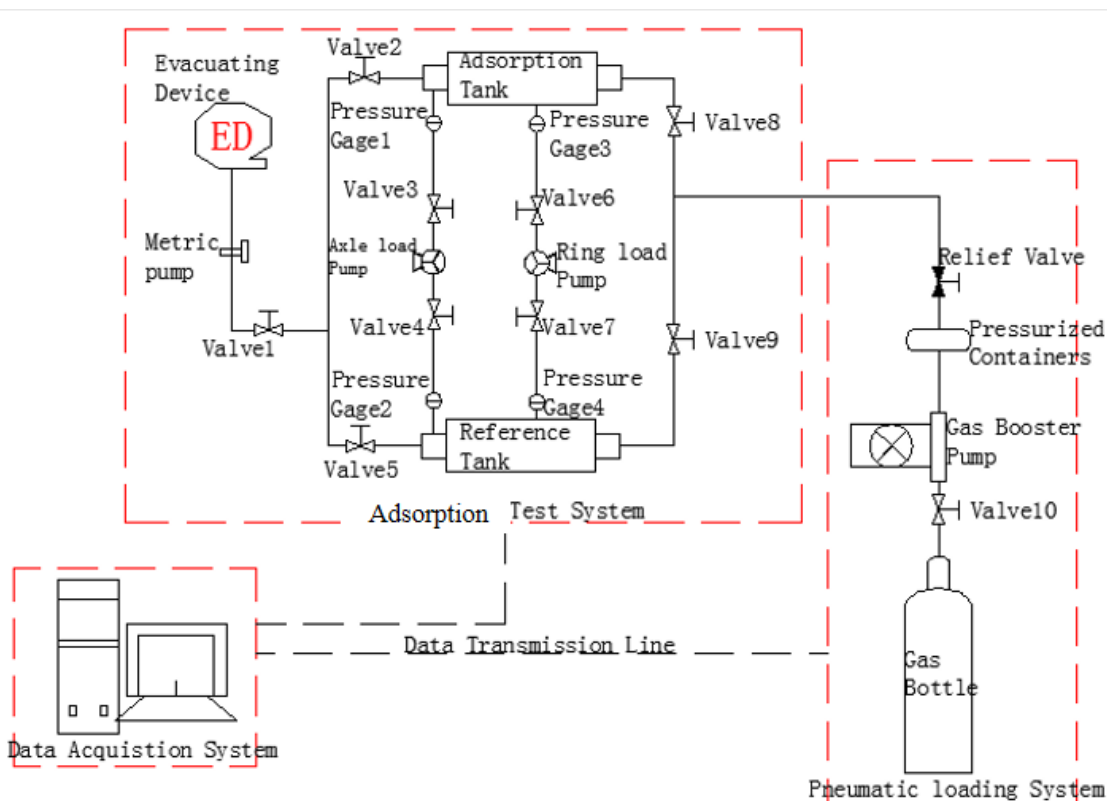 Valve2
Evacuating
Device
ED
Adsorption
Tank
Pressure
Gage1
Pressure
Gage3
Valve8
Valve3
Valve6
Metric
pump
Axle load
Pump
Ring load
Pump
Relief Valve
Valve1
Valve4
Valve7
Valve9
Pressurized
Containers
Pressure
Gage2
Pressure
Gage4
Reference
Tank
Valve5
Gas Booster
Pump
Adsorption Test System
Valve10
Data Transmission Line
Gas
Bottle
Data Acquistion System
Pneumatic loading System